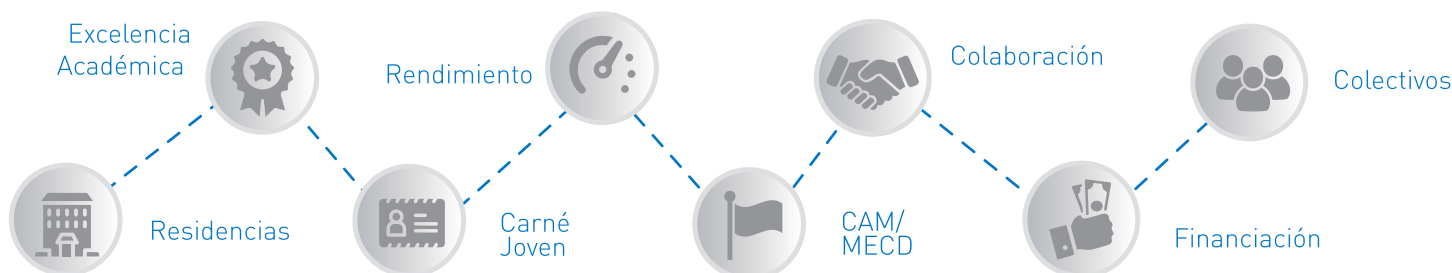 Excelencia
Académica
Rendimiento
Colaboración
Colectivos
Residencias
Carné
Joven
CAM/
MECD
Financiación